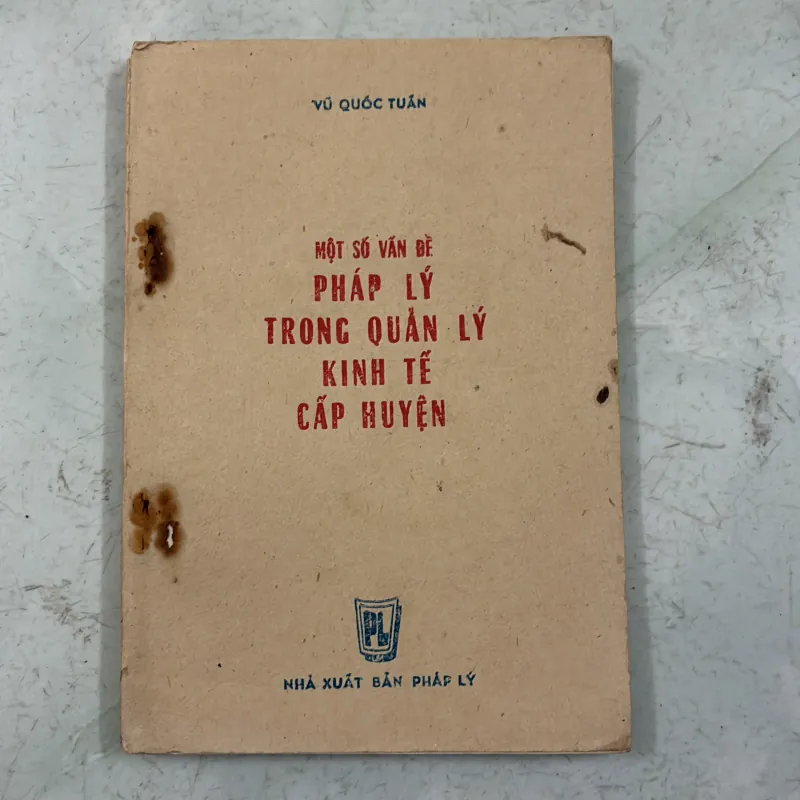 VŨ QUỐC TUẤN
MỘT SỐ VẤN ĐỀ
PHÁP LÝ
TRONG QUẢN LÝ
KINH TẾ
CẤP HUYỆN
PL
NHÀ XUẤT BẢN PHÁP LÝ